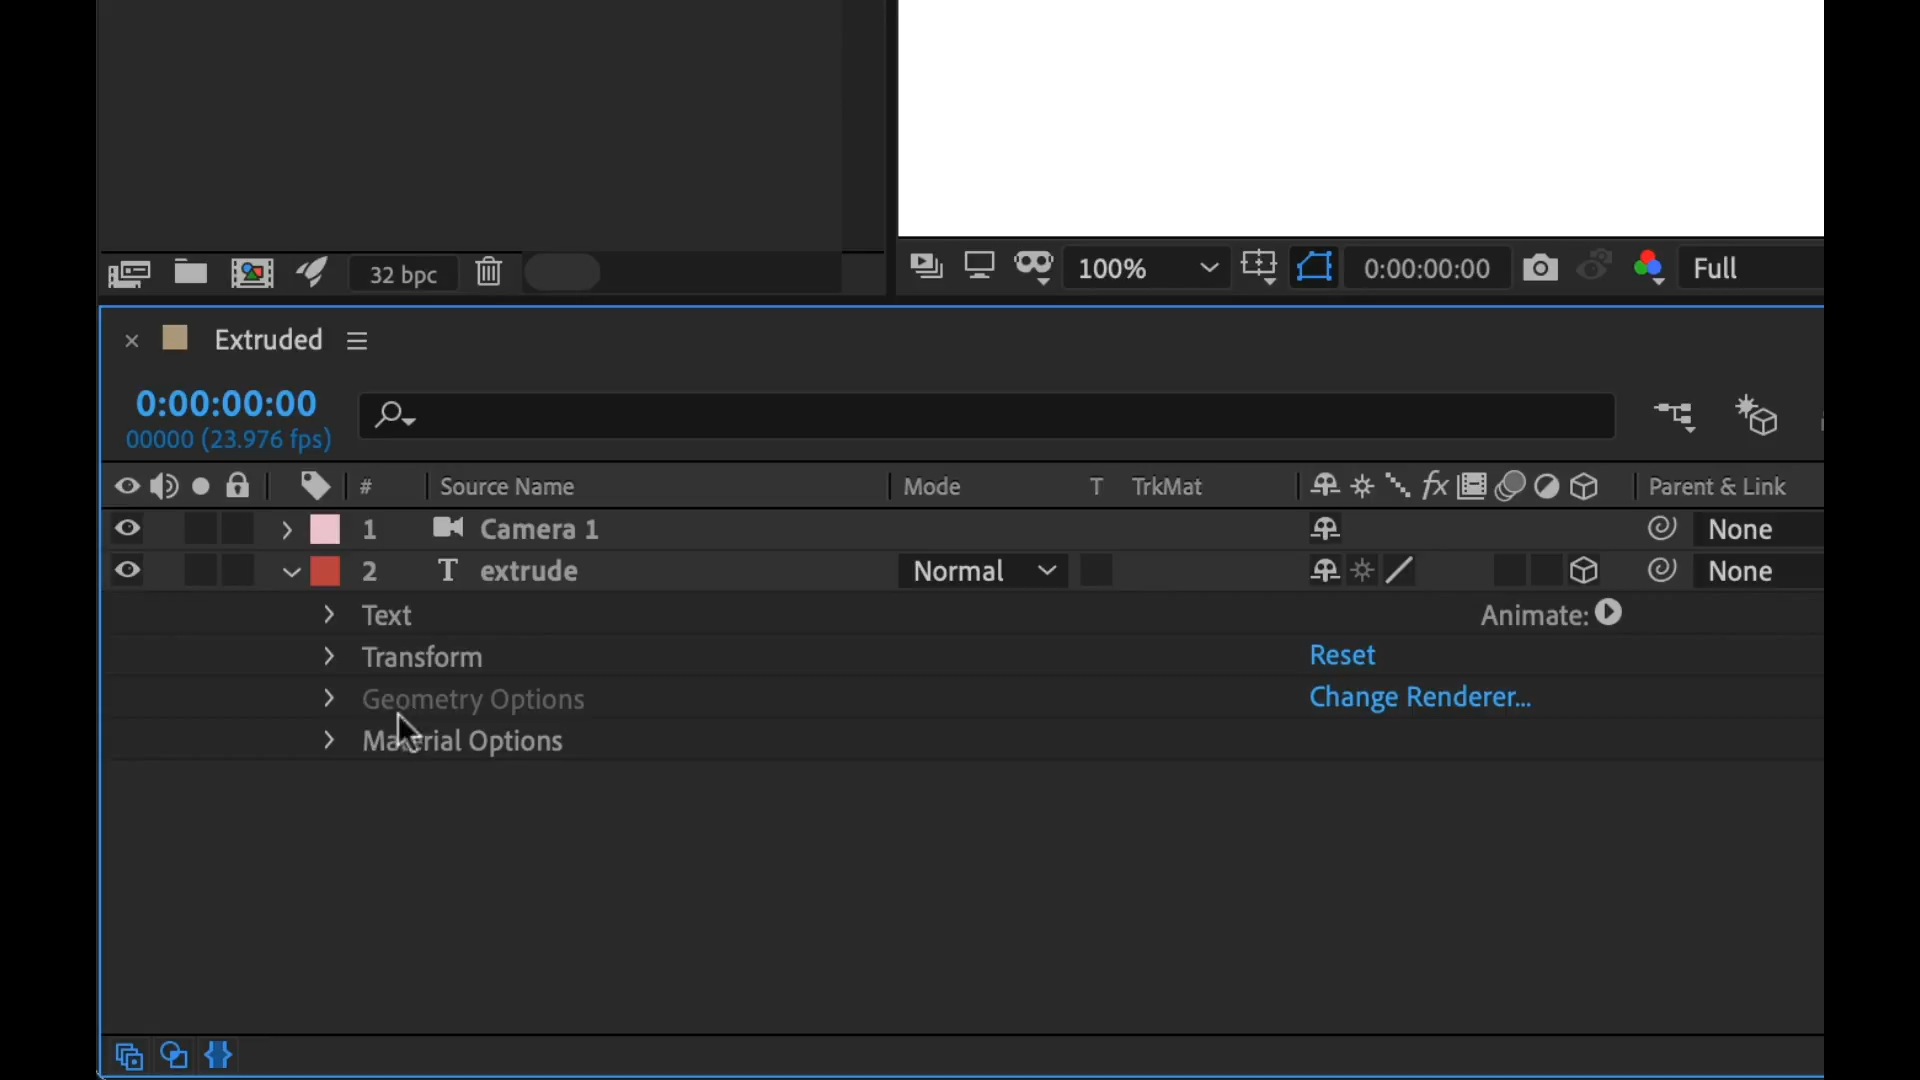 32 bpc
100%
0:00:00:00
Full
Extruded
0:00:00:00
00000 (23.976 fps)
# Source Name Mode T TrkMat fx Parent & Link
1 Camera 1 None
2 T extrude Normal None
Text Animate:
Transform Reset
Geometry Options Change Renderer...
Material Options